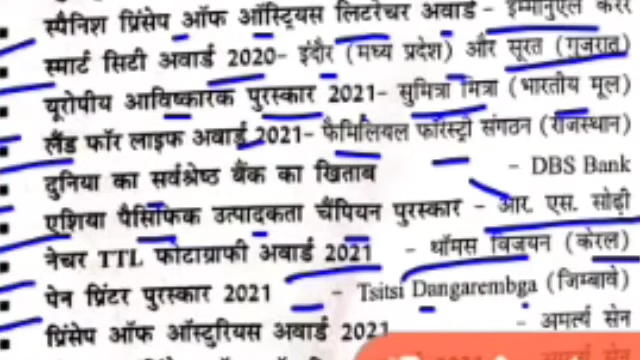 स्पैनिश प्रिंसेप ऑफ ऑस्ट्रियस लिटरेचर अवार्ड - इम्मानुएल करेर
स्मार्ट सिटी अवार्ड 2020- इंदौर (मध्य प्रदेश) और सूरत (गुजरात)
यूरोपीय आविष्कारक पुरस्कार 2021- सुमित्रा मित्रा (भारतीय मूल)
लैंड फॉर लाइफ अवार्ड 2021- फैमिलियल फॉरेस्ट्री संगठन (राजस्थान)
दुनिया का सर्वश्रेष्ठ बैंक का खिताब - DBS Bank
एशिया पैसिफिक उत्पादकता चैंपियन पुरस्कार - आर. एस. सोढ़ी
नेचर TTL फोटोग्राफी अवार्ड 2021 - थॉमस विजयन (केरल)
पेन प्रिंटर पुरस्कार 2021 - Tsitsi Dangarembga (जिम्बावे)
प्रिंसेप ऑफ ऑस्टुरियस अवार्ड 2021 - अमर्त्य सेन